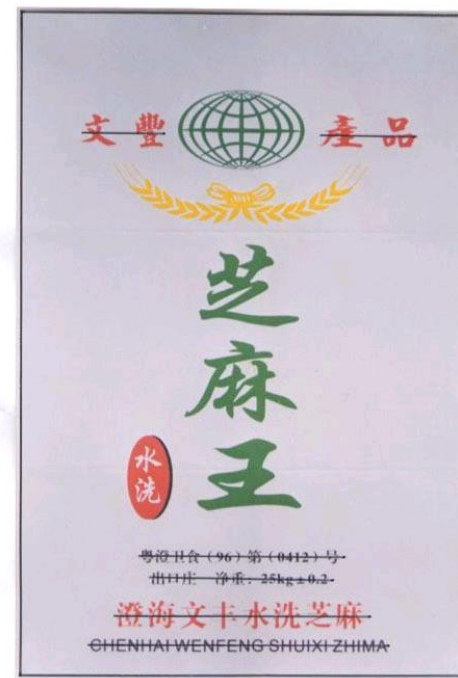 文豐 產品
芝麻王
水洗
粤澄卫食（96）第（0412）号
出口庄 净重：25kg±0.2
澄海文丰水洗芝麻
CHENHAI WENFENG SHUIXI ZHIMA